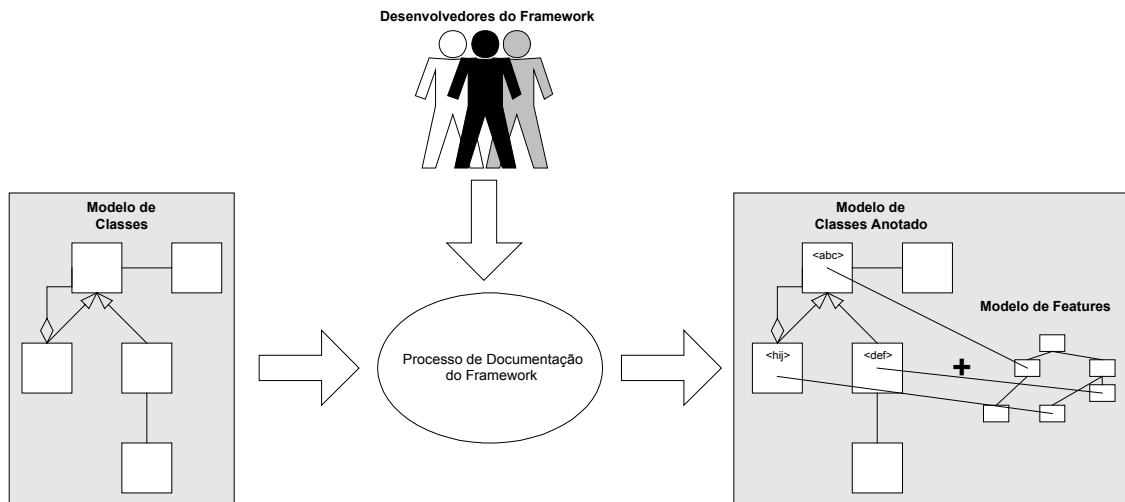 Desenvolvedores do Framework
Modelo de
Classes
Processo de Documentação
do Framework
Modelo de
Classes Anotado
<abc>
Modelo de Features
<hij>
<def>
+